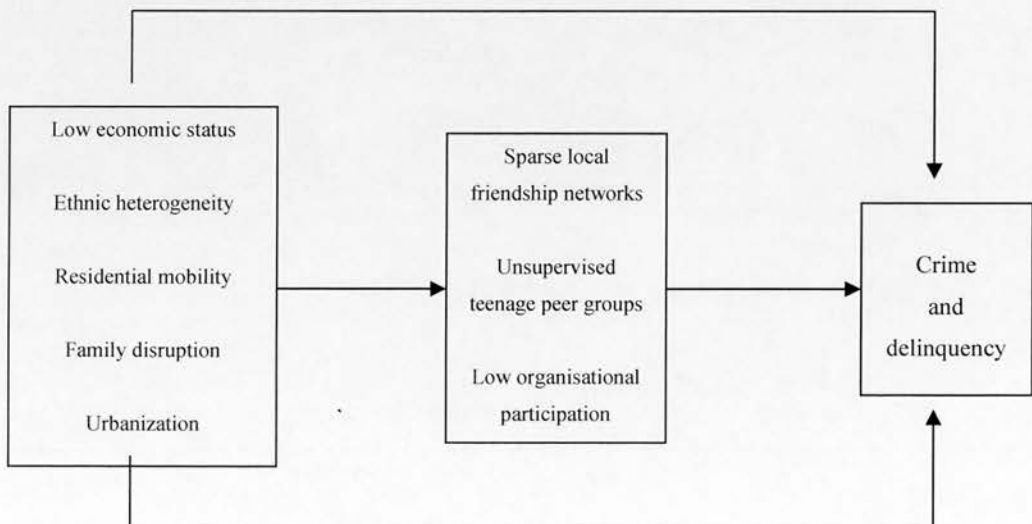 Low economic status
Ethnic heterogeneity
Residential mobility
Family disruption
Urbanization
Sparse local
friendship networks
Unsupervised
teenage peer groups
Low organisational
participation
Crime
and
delinquency